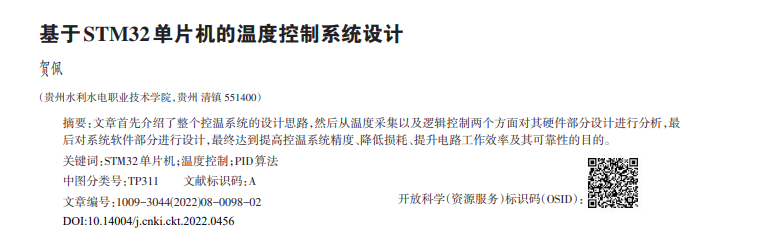 基于STM32单片机的温度控制系统设计
贺佩
（贵州水利水电职业技术学院,贵州 清镇 551400）
摘要:文章首先介绍了整个控温系统的设计思路,然后从温度采集以及逻辑控制两个方面对其硬件部分设计进行分析,最
后对系统软件部分进行设计,最终达到提高控温系统精度、降低损耗、提升电路工作效率及其可靠性的目的。
关键词:STM32单片机;温度控制;PID算法
中图分类号:TP311 文献标识码:A
文章编号:1009-3044(2022)08-0098-02
开放科学(资源服务)标识码(OSID):
DOI:10.14004/j.cnki.ckt.2022.0456